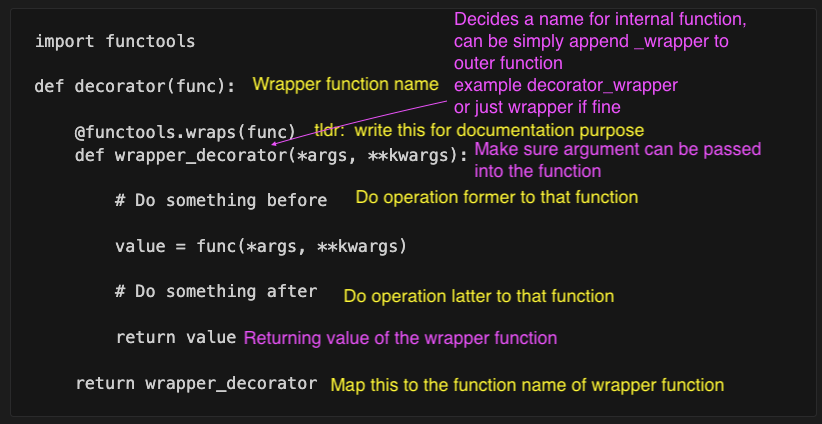 Decides a name for internal function,
import functools
can be simply append _wrapper to
outer function
def decorator(func): Wrapper function name
example decorator_wrapper
or just wrapper if fine
@functools.wraps(func) tldr: write this for documentation purpose
def wrapper_decorator(*args, **kwargs): Make sure argument can be passed
into the function
# Do something before Do operation former to that function
value = func(*args, **kwargs)
# Do something after Do operation latter to that function
return value Returning value of the wrapper function
return wrapper_decorator Map this to the function name of wrapper function